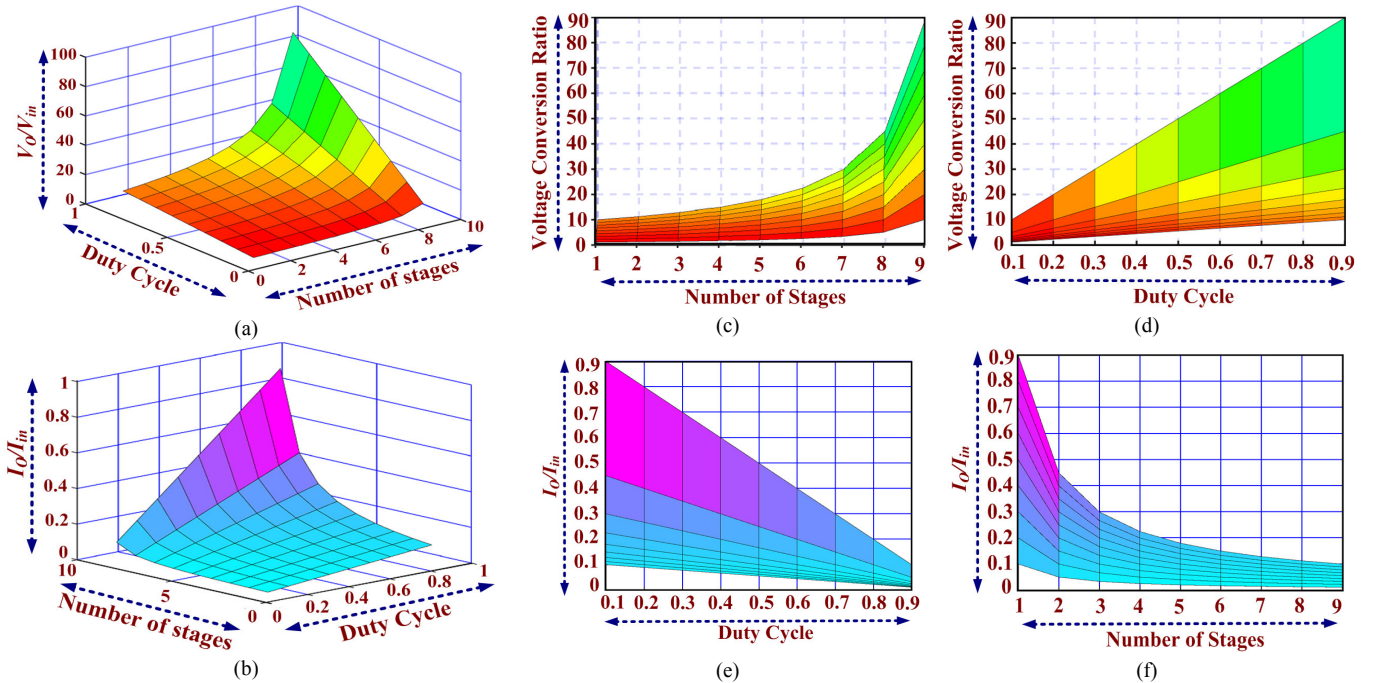 100
80
60
40
20
0
V_O/V_in
1
0.5
0
Duty Cycle
0
2
4
6
8
10
Number of stages
(a)
90
80
70
60
50
40
30
20
10
0
Voltage Conversion Ratio
1 2 3 4 5 6 7 8 9
Number of Stages
(c)
90
80
70
60
50
40
30
20
10
0
Voltage Conversion Ratio
0.1 0.2 0.3 0.4 0.5 0.6 0.7 0.8 0.9
Duty Cycle
(d)
1
0.8
0.6
0.4
0.2
0
I_O/I_in
10
5
0
Number of stages
0
0.2
0.4
0.6
0.8
1
Duty Cycle
(b)
0.9
0.8
0.7
0.6
0.5
0.4
0.3
0.2
0.1
0
I_O/I_in
0.1 0.2 0.3 0.4 0.5 0.6 0.7 0.8 0.9
Duty Cycle
(e)
0.9
0.8
0.7
0.6
0.5
0.4
0.3
0.2
0.1
0
I_O/I_in
1 2 3 4 5 6 7 8 9
Number of Stages
(f)